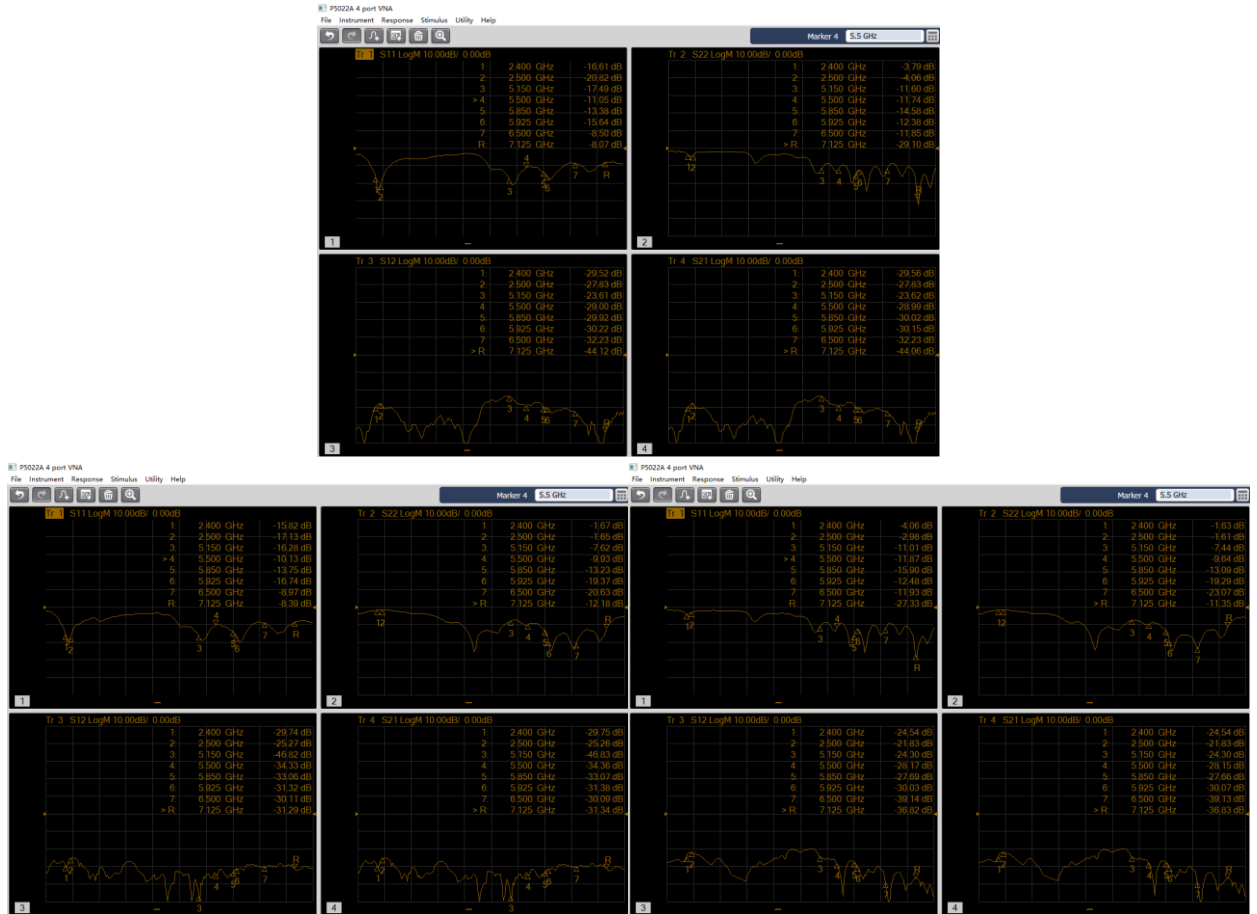 P5022A 4 port VNA
File Instrument Response Stimulus Utility Help
Marker 4 5.5 GHz
Tr 1 S11 LogM 10.00dB/ 0.00dB
1: 2.400 GHz -16.61 dB
2: 2.500 GHz -20.82 dB
3: 5.150 GHz -17.49 dB
> 4: 5.500 GHz -11.05 dB
5: 5.850 GHz -13.38 dB
6: 5.925 GHz -15.64 dB
7: 6.500 GHz -8.50 dB
R: 7.125 GHz -8.07 dB
1
Tr 2 S22 LogM 10.00dB/ 0.00dB
1: 2.400 GHz -3.79 dB
2: 2.500 GHz -4.06 dB
3: 5.150 GHz -11.60 dB
4: 5.500 GHz -11.74 dB
5: 5.850 GHz -14.58 dB
6: 5.925 GHz -12.38 dB
7: 6.500 GHz -11.85 dB
> R: 7.125 GHz -29.10 dB
2
Tr 3 S12 LogM 10.00dB/ 0.00dB
1: 2.400 GHz -29.52 dB
2: 2.500 GHz -27.83 dB
3: 5.150 GHz -23.61 dB
4: 5.500 GHz -29.00 dB
5: 5.850 GHz -29.92 dB
6: 5.925 GHz -30.22 dB
7: 6.500 GHz -32.23 dB
> R: 7.125 GHz -44.12 dB
3
Tr 4 S21 LogM 10.00dB/ 0.00dB
1: 2.400 GHz -29.56 dB
2: 2.500 GHz -27.83 dB
3: 5.150 GHz -23.62 dB
4: 5.500 GHz -28.99 dB
5: 5.850 GHz -30.02 dB
6: 5.925 GHz -30.15 dB
7: 6.500 GHz -32.23 dB
> R: 7.125 GHz -44.06 dB
4
P5022A 4 port VNA
File Instrument Response Stimulus Utility Help
Marker 4 5.5 GHz
Tr 1 S11 LogM 10.00dB/ 0.00dB
1: 2.400 GHz -15.82 dB
2: 2.500 GHz -17.13 dB
3: 5.150 GHz -16.28 dB
> 4: 5.500 GHz -10.13 dB
5: 5.850 GHz -13.75 dB
6: 5.925 GHz -16.74 dB
7: 6.500 GHz -8.97 dB
R: 7.125 GHz -8.39 dB
1
Tr 2 S22 LogM 10.00dB/ 0.00dB
1: 2.400 GHz -1.67 dB
2: 2.500 GHz -1.65 dB
3: 5.150 GHz -7.62 dB
4: 5.500 GHz -9.93 dB
5: 5.850 GHz -13.23 dB
6: 5.925 GHz -19.37 dB
7: 6.500 GHz -20.63 dB
> R: 7.125 GHz -12.18 dB
2
Tr 3 S12 LogM 10.00dB/ 0.00dB
1: 2.400 GHz -29.74 dB
2: 2.500 GHz -25.27 dB
3: 5.150 GHz -46.82 dB
4: 5.500 GHz -34.33 dB
5: 5.850 GHz -33.06 dB
6: 5.925 GHz -31.32 dB
7: 6.500 GHz -30.11 dB
> R: 7.125 GHz -31.29 dB
3
Tr 4 S21 LogM 10.00dB/ 0.00dB
1: 2.400 GHz -29.75 dB
2: 2.500 GHz -25.26 dB
3: 5.150 GHz -46.83 dB
4: 5.500 GHz -34.36 dB
5: 5.850 GHz -33.07 dB
6: 5.925 GHz -31.38 dB
7: 6.500 GHz -30.09 dB
> R: 7.125 GHz -31.34 dB
4
P5022A 4 port VNA
File Instrument Response Stimulus Utility Help
Marker 4 5.5 GHz
Tr 1 S11 LogM 10.00dB/ 0.00dB
1: 2.400 GHz -4.06 dB
2: 2.500 GHz -2.98 dB
3: 5.150 GHz -11.01 dB
> 4: 5.500 GHz -11.87 dB
5: 5.850 GHz -15.90 dB
6: 5.925 GHz -12.48 dB
7: 6.500 GHz -11.93 dB
R: 7.125 GHz -27.33 dB
1
Tr 2 S22 LogM 10.00dB/ 0.00dB
1: 2.400 GHz -1.63 dB
2: 2.500 GHz -1.61 dB
3: 5.150 GHz -7.44 dB
4: 5.500 GHz -9.64 dB
5: 5.850 GHz -13.09 dB
6: 5.925 GHz -19.29 dB
7: 6.500 GHz -23.07 dB
> R: 7.125 GHz -11.35 dB
2
Tr 3 S12 LogM 10.00dB/ 0.00dB
1: 2.400 GHz -24.54 dB
2: 2.500 GHz -21.83 dB
3: 5.150 GHz -24.30 dB
4: 5.500 GHz -28.17 dB
5: 5.850 GHz -27.69 dB
6: 5.925 GHz -30.03 dB
7: 6.500 GHz -39.14 dB
> R: 7.125 GHz -36.82 dB
3
Tr 4 S21 LogM 10.00dB/ 0.00dB
1: 2.400 GHz -24.54 dB
2: 2.500 GHz -21.83 dB
3: 5.150 GHz -24.30 dB
4: 5.500 GHz -28.15 dB
5: 5.850 GHz -27.66 dB
6: 5.925 GHz -30.07 dB
7: 6.500 GHz -39.13 dB
> R: 7.125 GHz -36.83 dB
4